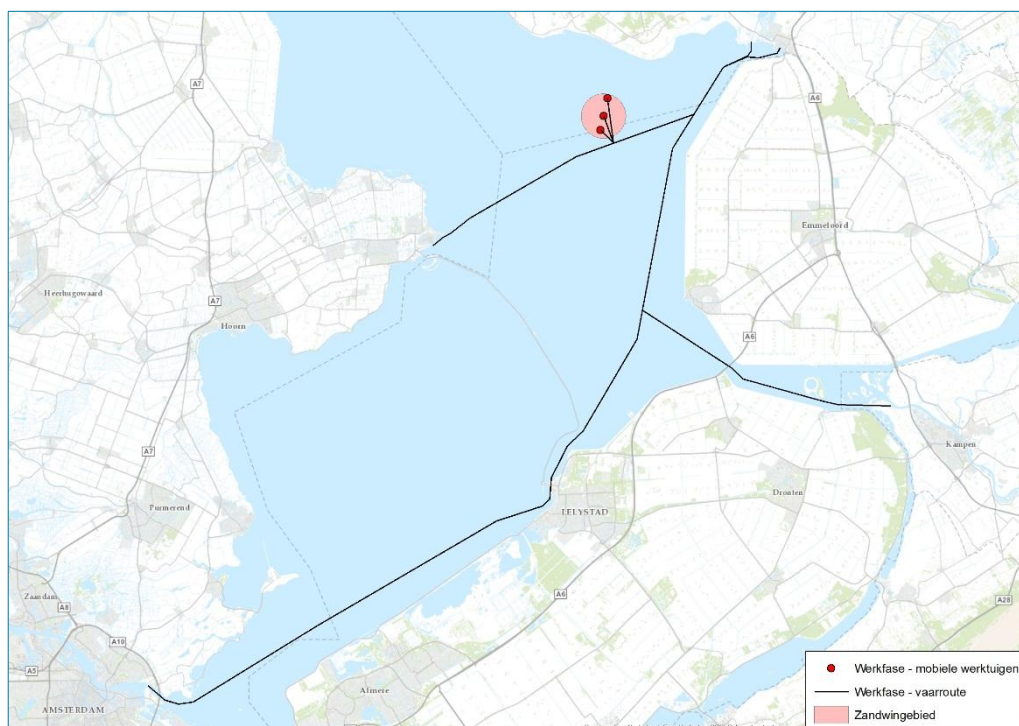 A7
A6
Emmeloord
Heerhugowaard
A7
Hoorn
A6
Kampen
A7
Purmerend
LELYSTAD
Dronten
Zaandam
A8
A6
A28
A10
A5
AMSTERDAM
Almere
Werkfase - mobiele werktuigen
Werkfase - vaarroute
Zandwingebied